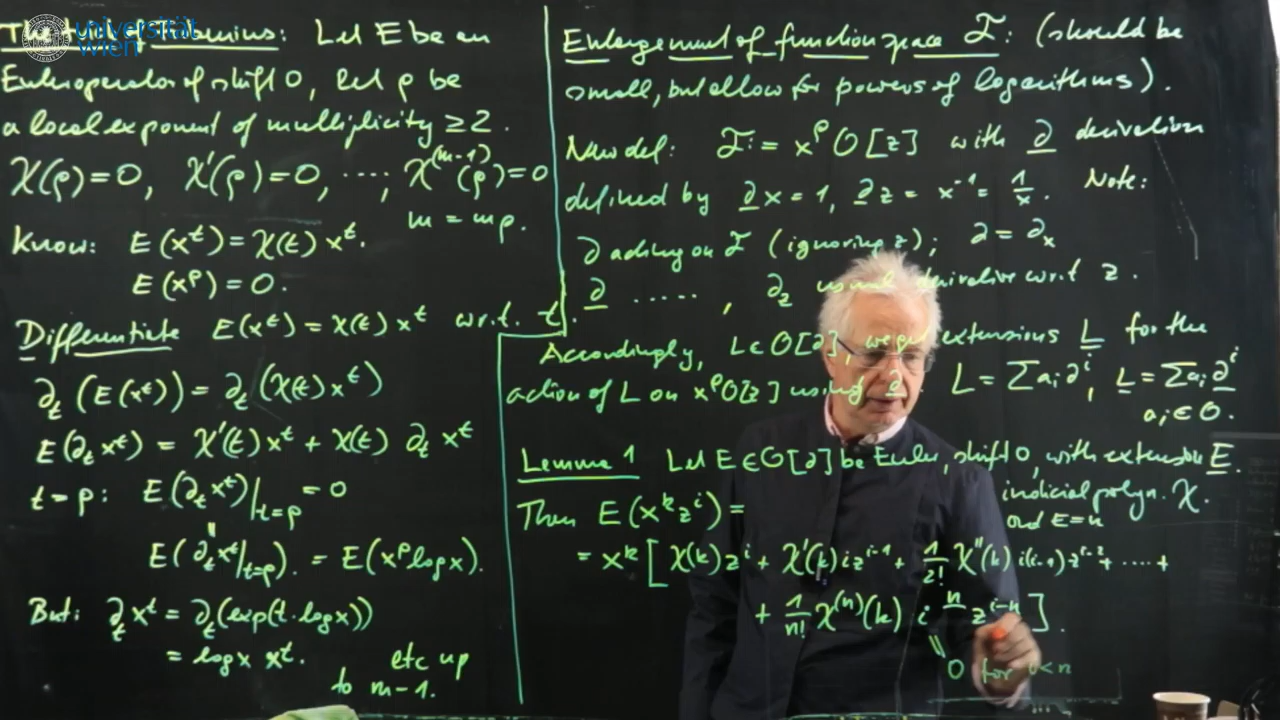 universität
wien
The trick of Frobenius: Let E be an
Euler operator of shift 0, let ρ be
a local exponent of multiplicity ≥2.
χ(ρ)=0, χ'(ρ)=0, ...., χ^(m-1)(ρ)=0
m = m_ρ.
Know: E(x^t) = χ(t) x^t.
E(x^ρ) = 0.
Differentiate E(x^t) = χ(t) x^t w.r.t. t.
∂_t (E(x^t)) = ∂_t (χ(t) x^t)
E(∂_t x^t) = χ'(t) x^t + χ(t) ∂_t x^t
t = ρ: E(∂_t x^t)|_{t=ρ} = 0
"
E(∂_t x^t|_{t=ρ}). = E(x^ρ log x).
But: ∂_t x^t = ∂_t (exp(t·log x))
= log x x^t. etc up
to m-1.
Enlargement of function space F: (should be
small, but allow for powers of logarithms).
New def: F := x^ρ O[z] with ∂ derivation
defined by ∂x = 1, ∂z = x^-1 = 1/x. Note:
∂ acting on F (ignoring z); ∂ = ∂_x
∂ ....., ∂_z usual derivative w.r.t z.
Accordingly, L∈O[∂], we get extensions L for the
action of L on x^ρ O[z] using ∂ L = Σ a_i ∂^i, L = Σ a_i ∂^i
a_i ∈ O.
Lemma 1 Let E ∈ O[∂] be Euler, shift 0, with extension E.
indicial polyn. χ.
Then E(x^k z^i) = ord E = n
= x^k [ χ(k) z^i + χ'(k) i z^{i-1} + 1/2! χ''(k) i(i-1) z^{i-2} + .... +
+ 1/n! χ^(n)(k) i^n z^{i-n} ].
0 for i<n